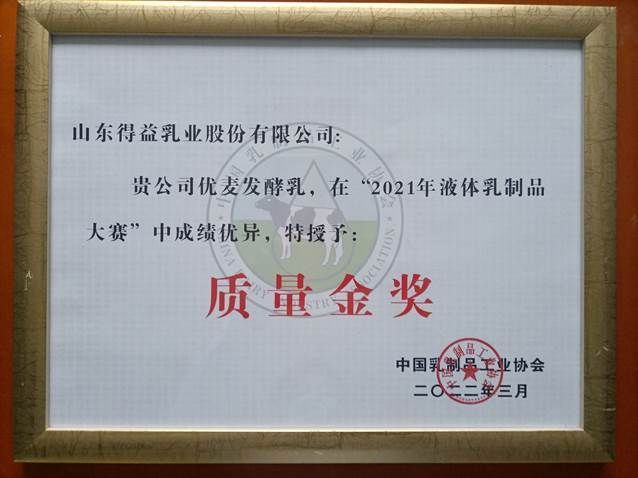 山东得益乳业股份有限公司:
贵公司优麦发酵乳，在“2021年液体乳制品
大赛”中成绩优异，特授予：
质量金奖
中国乳制品工业协会
二〇二二年三月